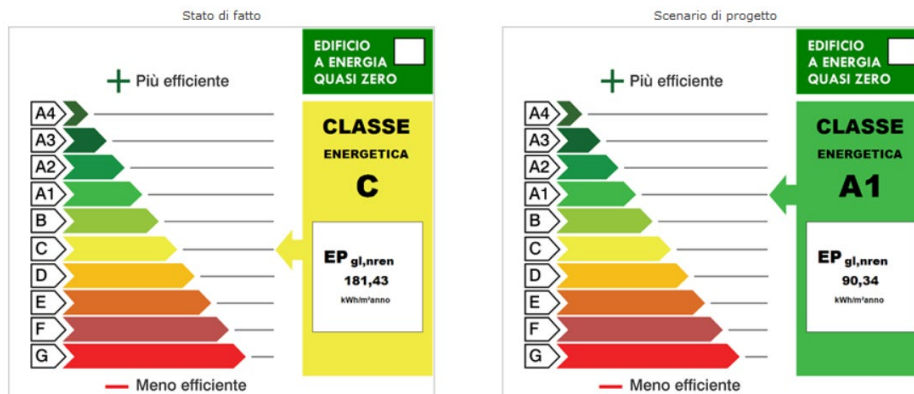 Stato di fatto
Più efficiente
A4
A3
A2
A1
B
C
D
E
F
G
Meno efficiente
EDIFICIO
A ENERGIA
QUASI ZERO
CLASSE
ENERGETICA
C
EP gl,nren
181,43
kWh/m²anno
Scenario di progetto
Più efficiente
A4
A3
A2
A1
B
C
D
E
F
G
Meno efficiente
EDIFICIO
A ENERGIA
QUASI ZERO
CLASSE
ENERGETICA
A1
EP gl,nren
90,34
kWh/m²anno